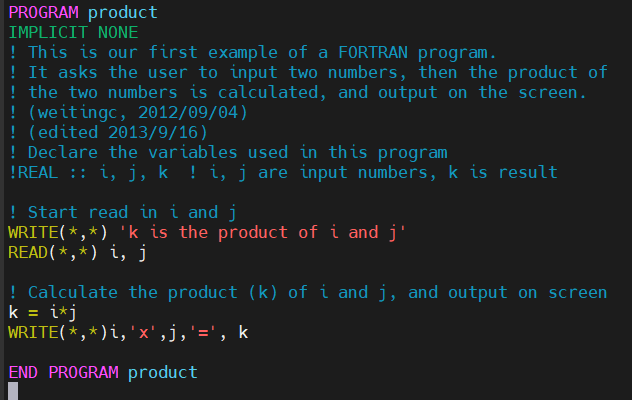 PROGRAM product
IMPLICIT NONE
! This is our first example of a FORTRAN program.
! It asks the user to input two numbers, then the product of
! the two numbers is calculated, and output on the screen.
! (weitingc, 2012/09/04)
! (edited 2013/9/16)
! Declare the variables used in this program
!REAL :: i, j, k  ! i, j are input numbers, k is result
! Start read in i and j
WRITE(*,*) 'k is the product of i and j'
READ(*,*) i, j
! Calculate the product (k) of i and j, and output on screen
k = i*j
WRITE(*,*)i,'x',j,'=', k
END PROGRAM product